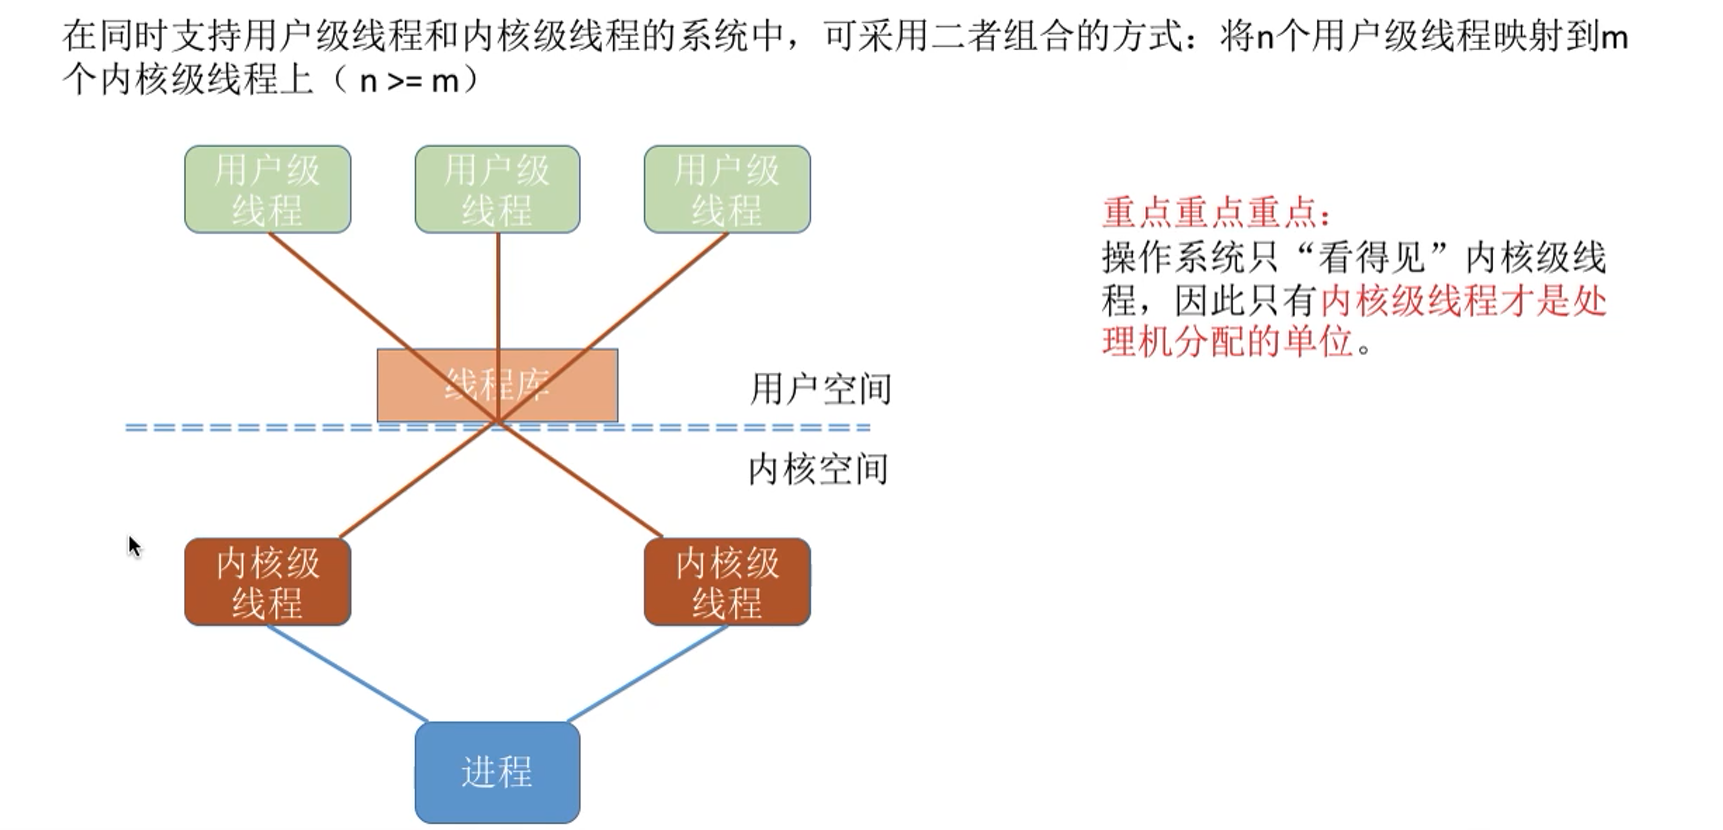 在同时支持用户级线程和内核级线程的系统中，可采用二者组合的方式：将n个用户级线程映射到m
个内核级线程上（ n >= m）
用户级
线程
用户级
线程
用户级
线程
重点重点重点：
操作系统只“看得见”内核级线
程，因此只有内核级线程才是处
理机分配的单位。
线程库
用户空间
内核空间
内核级
线程
内核级
线程
进程